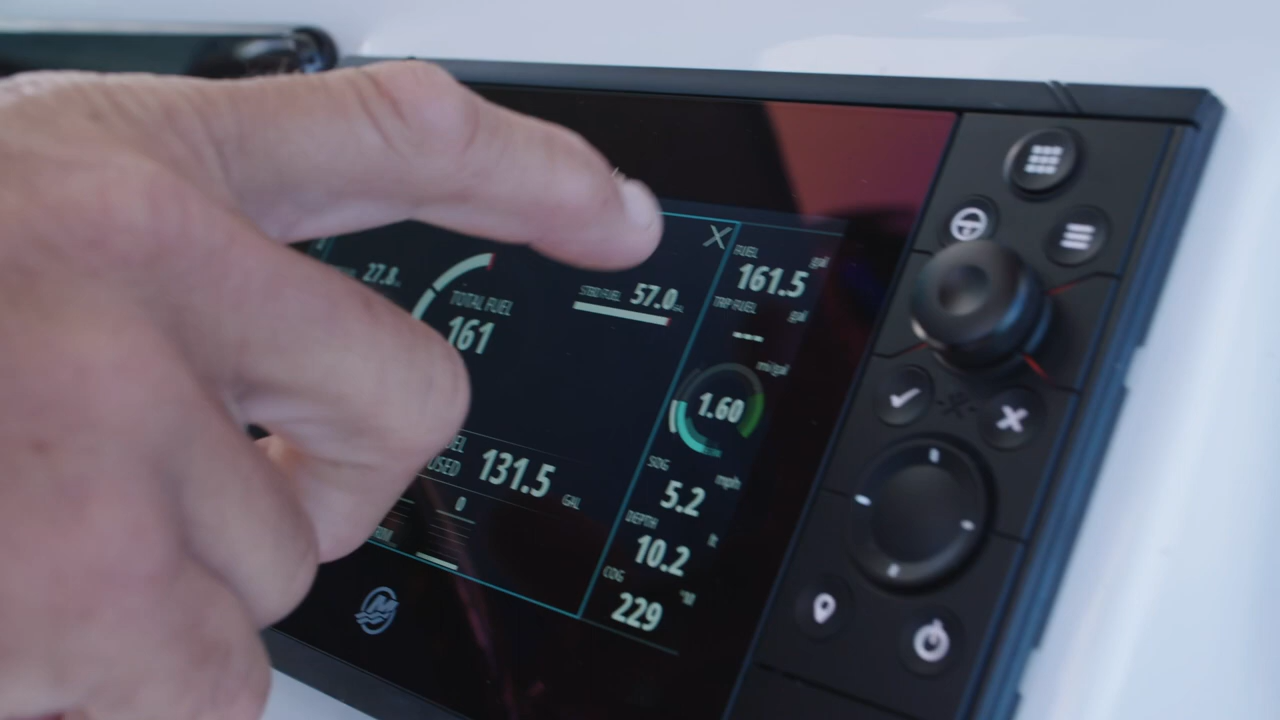 27.8
TOTAL FUEL
161
STBD FUEL 57.0
X
USED 131.5 GAL
0
FUEL gal
161.5
TRP FUEL gal
---
mi/gal
1.60
SOG mph
5.2
DEPTH ft
10.2
COG °M
229